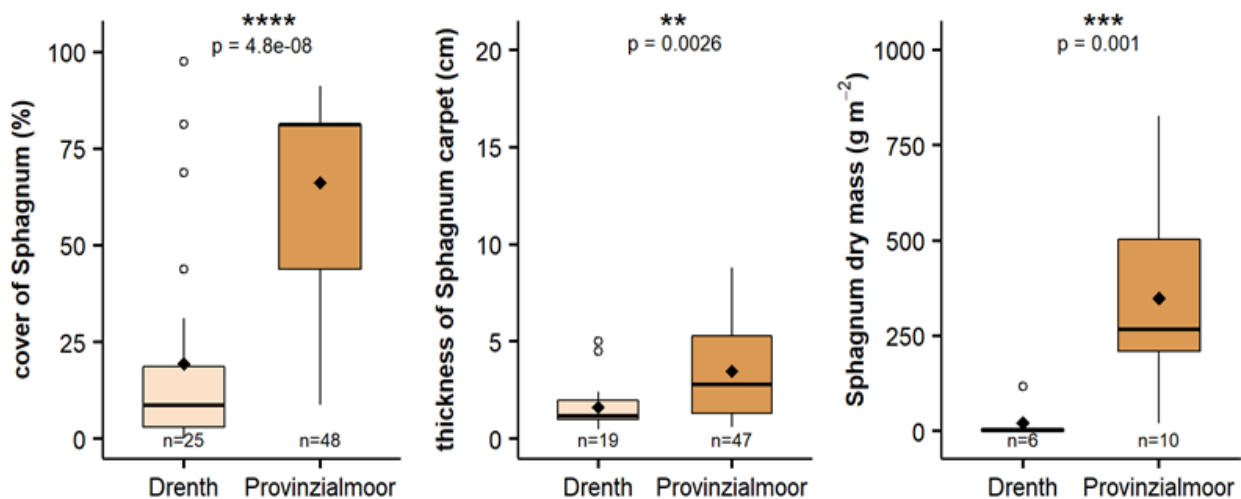 cover of Sphagnum (%)
100
75
50
25
0
****
p = 4.8e-08
n=25
n=48
Drenth
Provinzialmoor
thickness of Sphagnum carpet (cm)
20
15
10
5
0
**
p = 0.0026
n=19
n=47
Drenth
Provinzialmoor
Sphagnum dry mass (g m⁻²)
1000
750
500
250
0
***
p = 0.001
n=6
n=10
Drenth
Provinzialmoor